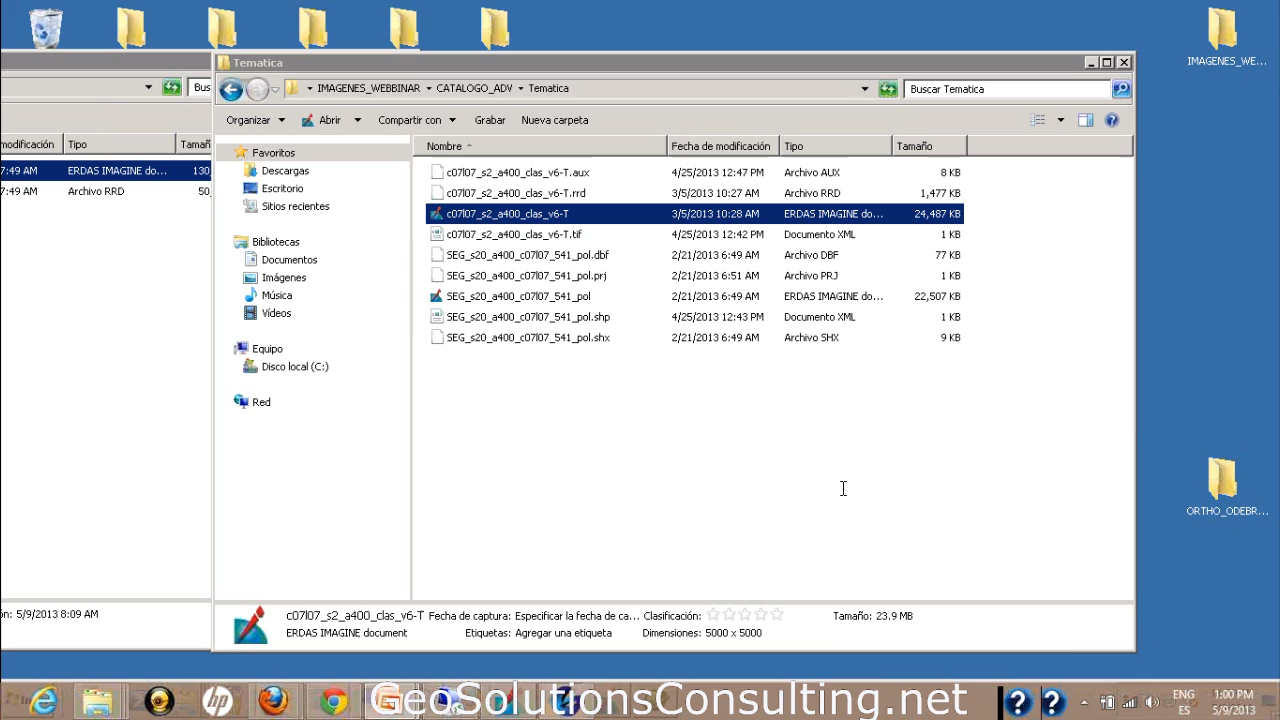 IMAGENES_WE...
Tematica
IMAGENES_WEBBINAR CATALOGO_ADV Tematica
Buscar Tematica
Bus
Organizar Abrir Compartir con Grabar Nueva carpeta
modificación Tipo Tamañ
7:49 AM ERDAS IMAGINE do... 130,
7:49 AM Archivo RRD 50,
Favoritos
Descargas
Escritorio
Sitios recientes
Bibliotecas
Documentos
Imágenes
Música
Vídeos
Equipo
Disco local (C:)
Red
Nombre Fecha de modificación Tipo Tamaño
c07l07_s2_a400_clas_v6-T.aux 4/25/2013 12:47 PM Archivo AUX 8 KB
c07l07_s2_a400_clas_v6-T.rrd 3/5/2013 10:27 AM Archivo RRD 1,477 KB
c07l07_s2_a400_clas_v6-T 3/5/2013 10:28 AM ERDAS IMAGINE do... 24,487 KB
c07l07_s2_a400_clas_v6-T.tif 4/25/2013 12:42 PM Documento XML 1 KB
SEG_s20_a400_c07l07_541_pol.dbf 2/21/2013 6:49 AM Archivo DBF 77 KB
SEG_s20_a400_c07l07_541_pol.prj 2/21/2013 6:51 AM Archivo PRJ 1 KB
SEG_s20_a400_c07l07_541_pol 2/21/2013 6:49 AM ERDAS IMAGINE do... 22,507 KB
SEG_s20_a400_c07l07_541_pol.shp 4/25/2013 12:43 PM Documento XML 1 KB
SEG_s20_a400_c07l07_541_pol.shx 2/21/2013 6:49 AM Archivo SHX 9 KB
ORTHO_ODEBR...
ón: 5/9/2013 8:09 AM
c07l07_s2_a400_clas_v6-T Fecha de captura: Especificar la fecha de ca... Clasificación: Tamaño: 23.9 MB
ERDAS IMAGINE document Etiquetas: Agregar una etiqueta Dimensiones: 5000 x 5000
hp
GeoSolutionsConsulting.net
ENG
ES
1:00 PM
5/9/2013